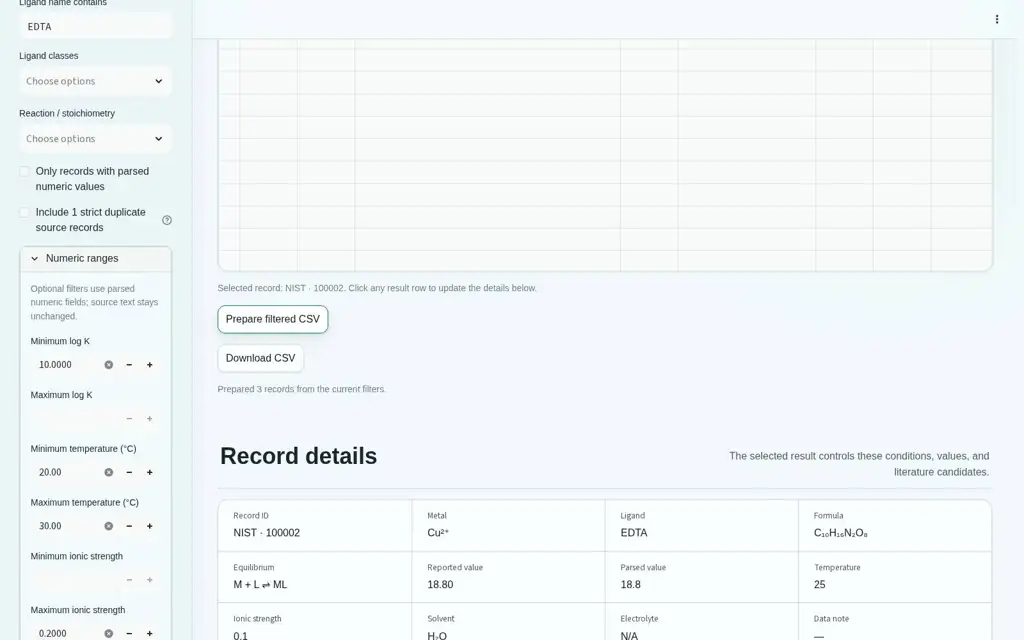 Ligand name contains
EDTA
Ligand classes
Choose options
Reaction / stoichiometry
Choose options
Only records with parsed
numeric values
Include 1 strict duplicate
source records
Numeric ranges
Optional filters use parsed
numeric fields; source text stays
unchanged.
Minimum log K
10.0000
Maximum log K
Minimum temperature (°C)
20.00
Maximum temperature (°C)
30.00
Minimum ionic strength
Maximum ionic strength
0.2000
Selected record: NIST · 100002. Click any result row to update the details below.
Prepare filtered CSV
Download CSV
Prepared 3 records from the current filters.
Record details
The selected result controls these conditions, values, and
literature candidates.
Record ID
NIST · 100002
Metal
Cu²⁺
Ligand
EDTA
Formula
C₁₀H₁₆N₂O₈
Equilibrium
M + L ⇌ ML
Reported value
18.80
Parsed value
18.8
Temperature
25
Ionic strength
0.1
Solvent
H₂O
Electrolyte
N/A
Data note
—